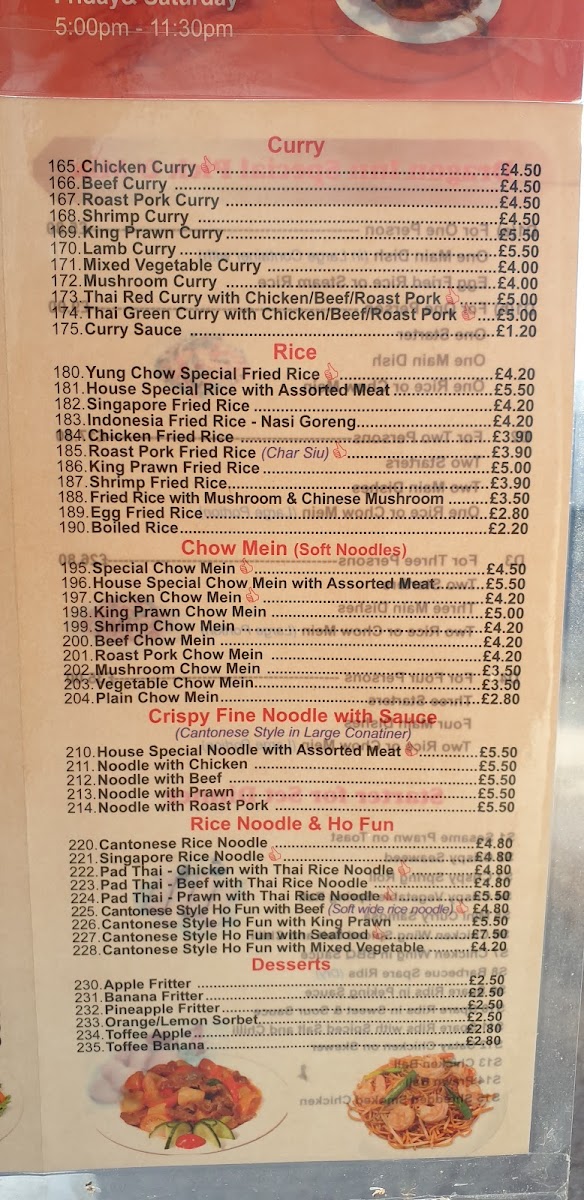 Friday& Saturday
5:00pm - 11:30pm
Curry
165.Chicken Curry ........£4.50
166.Beef Curry ........£4.50
167.Roast Pork Curry ........£4.50
168.Shrimp Curry ........£4.50
169.King Prawn Curry........£5.50
170.Lamb Curry........£5.50
171.Mixed Vegetable Curry ........£4.00
172.Mushroom Curry ........£4.00
173.Thai Red Curry with Chicken/Beef/Roast Pork ........£5.00
174.Thai Green Curry with Chicken/Beef/Roast Pork ........£5.00
175.Curry Sauce ........£1.20
Rice
180.Yung Chow Special Fried Rice ........£4.20
181.House Special Rice with Assorted Meat ........£5.50
182.Singapore Fried Rice ........£4.20
183.Indonesia Fried Rice - Nasi Goreng........£4.20
184.Chicken Fried Rice ........£3.90
185.Roast Pork Fried Rice (Char Siu) ........£3.90
186.King Prawn Fried Rice........£5.00
187.Shrimp Fried Rice........£3.90
188.Fried Rice with Mushroom & Chinese Mushroom ........£3.50
189.Egg Fried Rice........£2.80
190.Boiled Rice........£2.20
Chow Mein (Soft Noodles)
195.Special Chow Mein ........£4.50
196.House Special Chow Mein with Assorted Meat........£5.50
197.Chicken Chow Mein ........£4.20
198.King Prawn Chow Mein ........£5.00
199.Shrimp Chow Mein ........£4.20
200.Beef Chow Mein ........£4.20
201.Roast Pork Chow Mein ........£4.20
202.Mushroom Chow Mein ........£3.50
203.Vegetable Chow Mein........£3.50
204.Plain Chow Mein........£2.80
Crispy Fine Noodle with Sauce
(Cantonese Style in Large Conatiner)
210.House Special Noodle with Assorted Meat ........£5.50
211.Noodle with Chicken ........£5.50
212.Noodle with Beef ........£5.50
213.Noodle with Prawn ........£5.50
214.Noodle with Roast Pork ........£5.50
Rice Noodle & Ho Fun
220.Cantonese Rice Noodle ........£4.80
221.Singapore Rice Noodle ........£4.80
222.Pad Thai - Chicken with Thai Rice Noodle ........£4.80
223.Pad Thai - Beef with Thai Rice Noodle ........£4.80
224.Pad Thai - Prawn with Thai Rice Noodle ........£5.50
225.Cantonese Style Ho Fun with Beef (Soft wide rice noodle) £4.80
226.Cantonese Style Ho Fun with King Prawn ........£5.50
227.Cantonese Style Ho Fun with Seafood ........£7.50
228.Cantonese Style Ho Fun with Mixed Vegetable ........£4.20
Desserts
230.Apple Fritter ........£2.50
231.Banana Fritter........£2.50
232.Pineapple Fritter........£2.50
233.Orange/Lemon Sorbet........£2.50
234.Toffee Apple........£2.80
235.Toffee Banana........£2.80